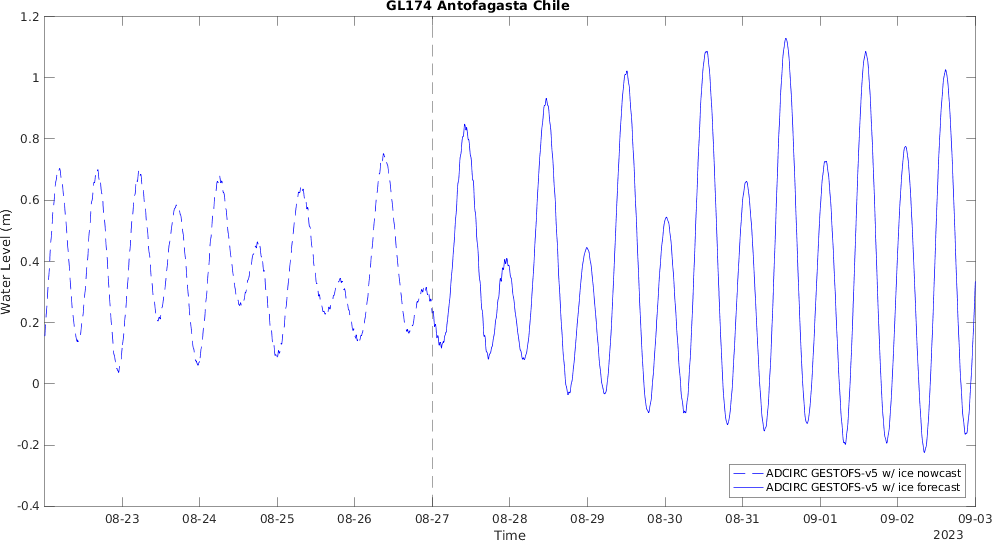 GL174 Antofagasta Chile
1.2
1
0.8
0.6
0.4
0.2
0
-0.2
-0.4
Water Level (m)
ADCIRC GESTOFS-v5 w/ ice nowcast
ADCIRC GESTOFS-v5 w/ ice forecast
08-23 08-24 08-25 08-26 08-27 08-28 08-29 08-30 08-31 09-01 09-02 09-03
Time
2023